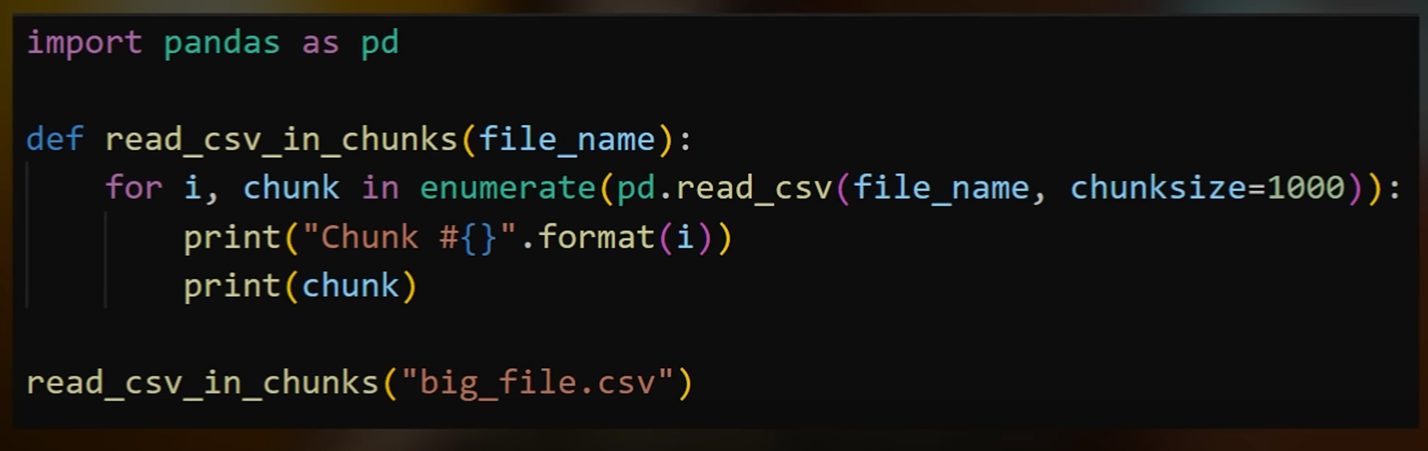 import pandas as pd
def read_csv_in_chunks(file_name):
    for i, chunk in enumerate(pd.read_csv(file_name, chunksize=1000)):
        print("Chunk #{}".format(i))
        print(chunk)
read_csv_in_chunks("big_file.csv")